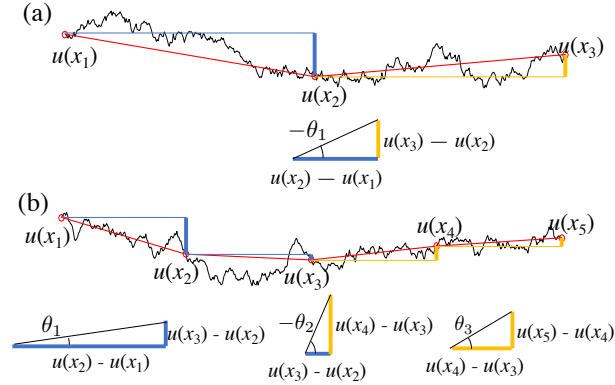 (a)
u(x₁)
u(x₂)
u(x₃)
−θ₁
u(x₃) − u(x₂)
u(x₂) − u(x₁)
(b)
u(x₁)
u(x₂)
u(x₃)
u(x₄)
u(x₅)
θ₁
u(x₃) - u(x₂)
u(x₂) - u(x₁)
−θ₂
u(x₄) - u(x₃)
u(x₃) - u(x₂)
θ₃
u(x₅) - u(x₄)
u(x₄) - u(x₃)